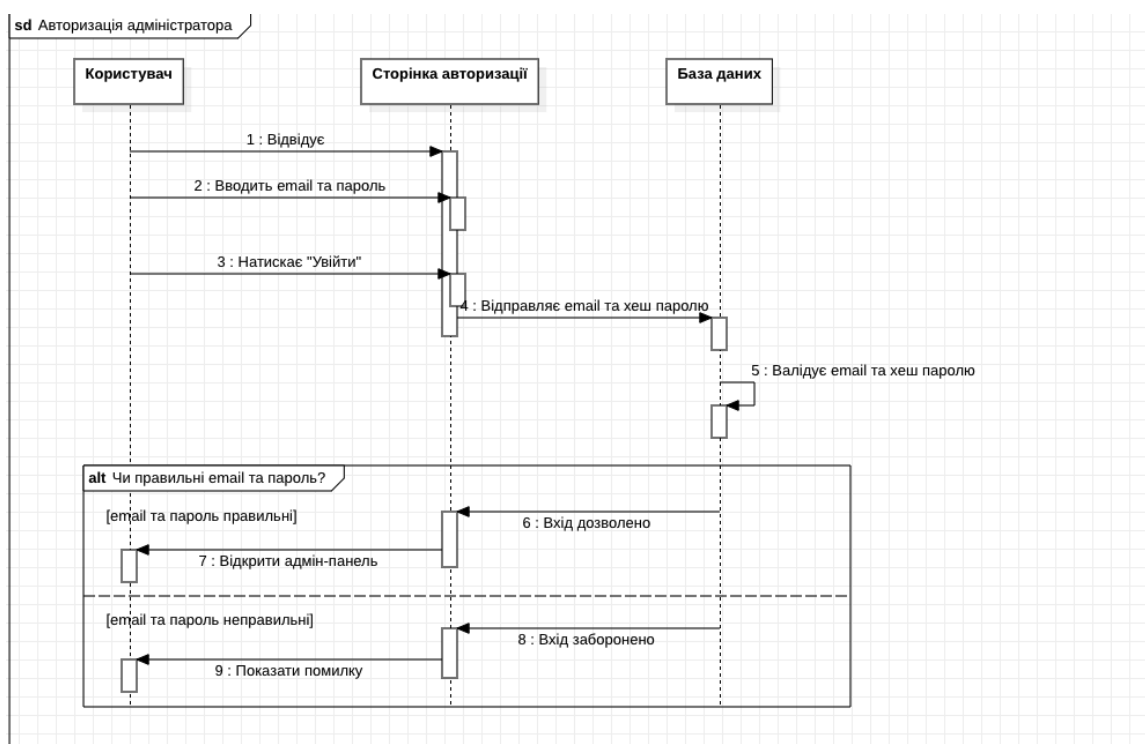 sd Авторизація адміністратора
Користувач
Сторінка авторизації
База даних
1 : Відвідує
2 : Вводить email та пароль
3 : Натискає "Увійти"
4 : Відправляє email та хеш паролю
5 : Валідує email та хеш паролю
alt Чи правильні email та пароль?
[email та пароль правильні]
6 : Вхід дозволено
7 : Відкрити адмін-панель
[email та пароль неправильні]
8 : Вхід заборонено
9 : Показати помилку